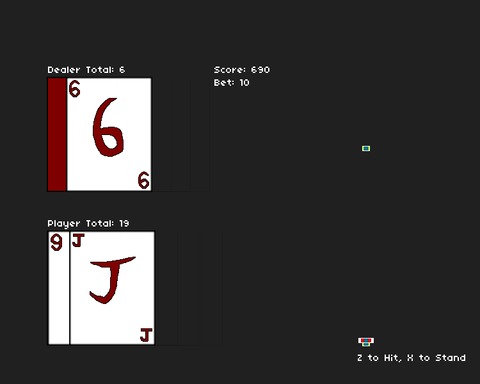 Dealer Total: 6
Score: 690
Bet: 10
6
6
6
Player Total: 19
9 J
J
J
Z to Hit, X to Stand